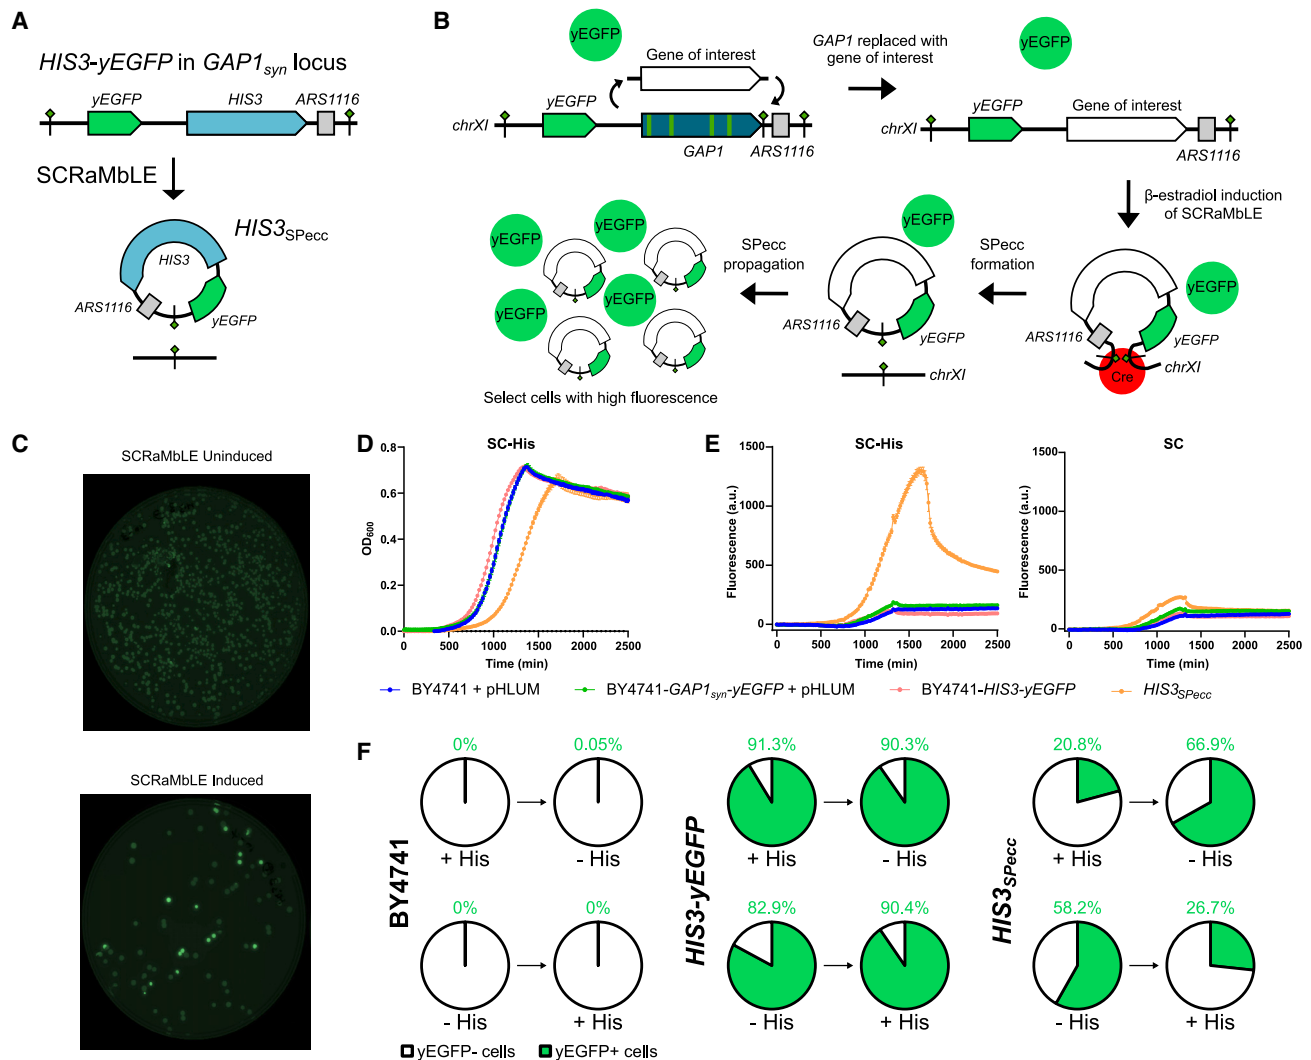 A
HIS3-yEGFP in GAP1syn locus
yEGFP
HIS3
ARS1116
SCRaMbLE
HIS3SPecc
HIS3
ARS1116
yEGFP
B
yEGFP
Gene of interest
yEGFP
chrXI
GAP1
ARS1116
GAP1 replaced with
gene of interest
yEGFP
yEGFP
Gene of interest
chrXI
ARS1116
β-estradiol induction
of SCRaMbLE
yEGFP
ARS1116
yEGFP
Cre
chrXI
SPecc
formation
yEGFP
ARS1116
yEGFP
chrXI
SPecc
propagation
yEGFP
yEGFP
yEGFP
yEGFP
Select cells with high fluorescence
C
SCRaMbLE Uninduced
SCRaMbLE Induced
D
SC-His
OD600
0.8
0.6
0.4
0.2
0.0
0 500 1000 1500 2000 2500
Time (min)
E
SC-His
Fluorescence (a.u.)
1500
1000
500
0
0 500 1000 1500 2000 2500
Time (min)
SC
Fluorescence (a.u.)
1500
1000
500
0
0 500 1000 1500 2000 2500
Time (min)
BY4741 + pHLUM
BY4741-GAP1syn-yEGFP + pHLUM
BY4741-HIS3-yEGFP
HIS3SPecc
F
BY4741
0%
0.05%
+ His
- His
0%
0%
- His
+ His
HIS3-yEGFP
91.3%
90.3%
+ His
- His
82.9%
90.4%
- His
+ His
HIS3SPecc
20.8%
66.9%
+ His
- His
58.2%
26.7%
- His
+ His
yEGFP- cells
yEGFP+ cells